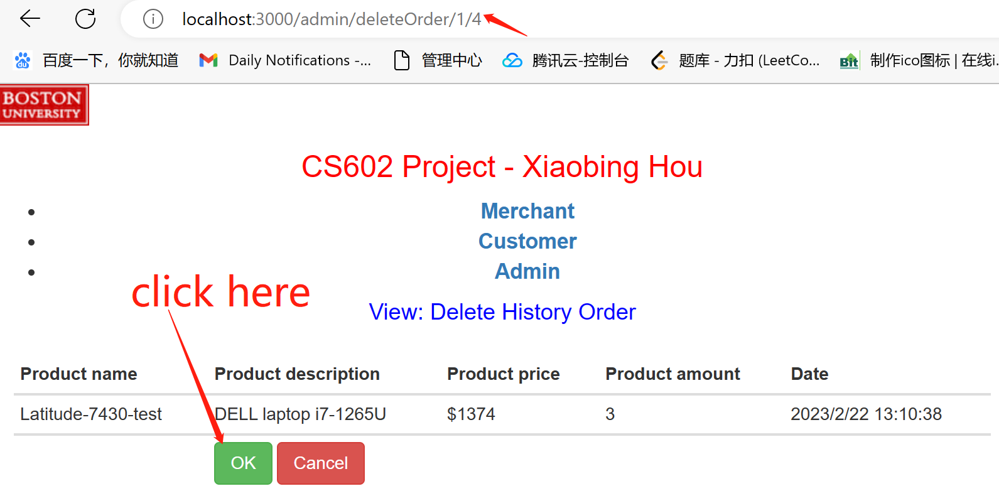 localhost:3000/admin/deleteOrder/1/4
百度一下，你就知道
Daily Notifications -...
管理中心
腾讯云-控制台
题库 - 力扣 (LeetCo...
Bit
制作ico图标 | 在线i...
BOSTON
UNIVERSITY
CS602 Project - Xiaobing Hou
Merchant
Customer
Admin
click here
View: Delete History Order
Product name Product description Product price Product amount Date
Latitude-7430-test DELL laptop i7-1265U $1374 3 2023/2/22 13:10:38
OK Cancel